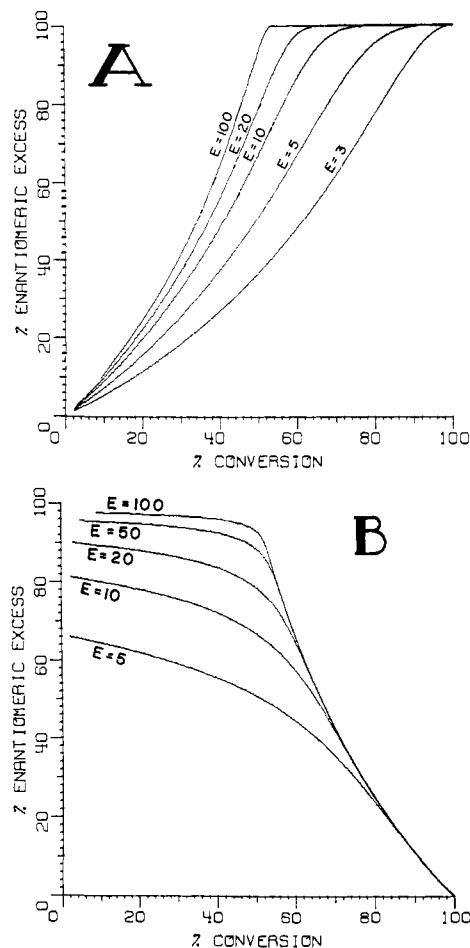 A
100
80
60
40
20
0
% ENANTIOMERIC EXCESS
E=100
E=20
E=10
E=5
E=3
20 40 60 80 100
% CONVERSION
B
100
80
60
40
20
0
% ENANTIOMERIC EXCESS
E=100
E=50
E=20
E=10
E=5
0 20 40 60 80 100
% CONVERSION